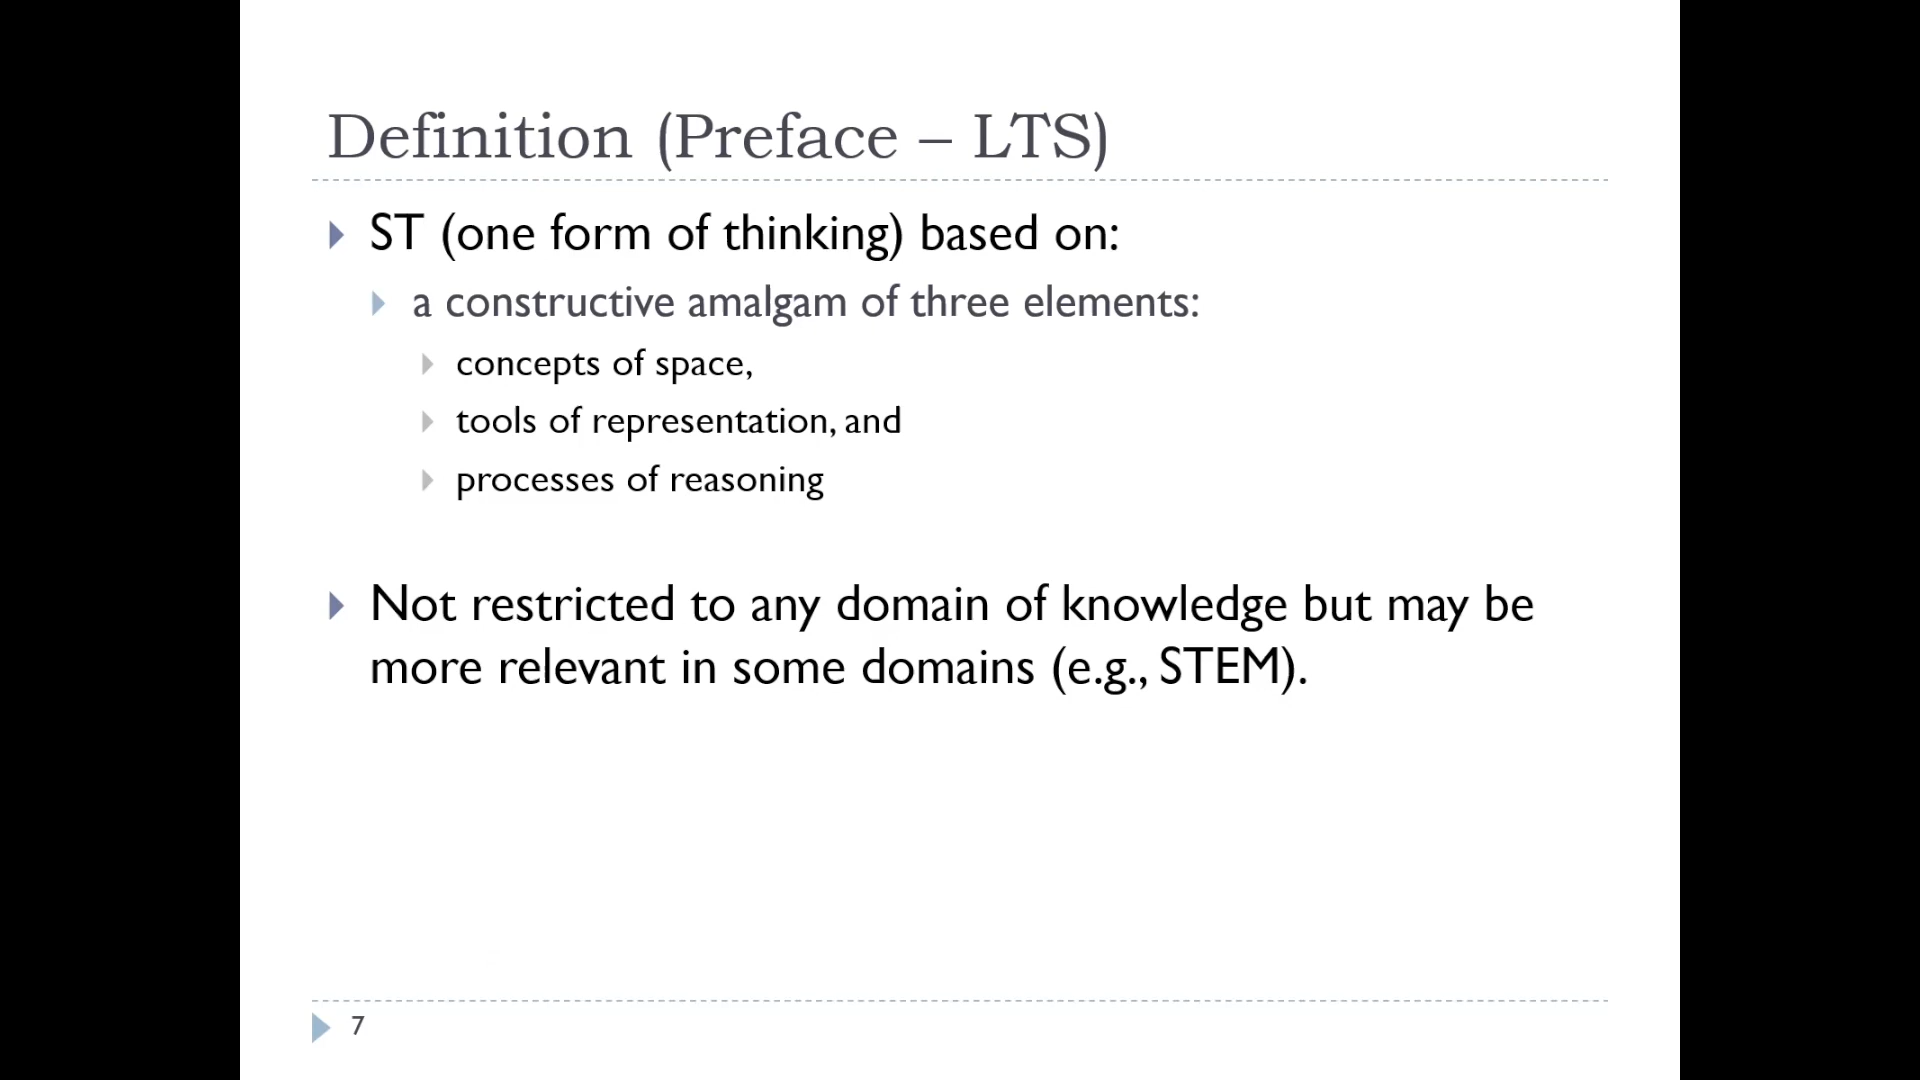 Definition (Preface – LTS)
ST (one form of thinking) based on:
a constructive amalgam of three elements:
concepts of space,
tools of representation, and
processes of reasoning
Not restricted to any domain of knowledge but may be
more relevant in some domains (e.g., STEM).
7